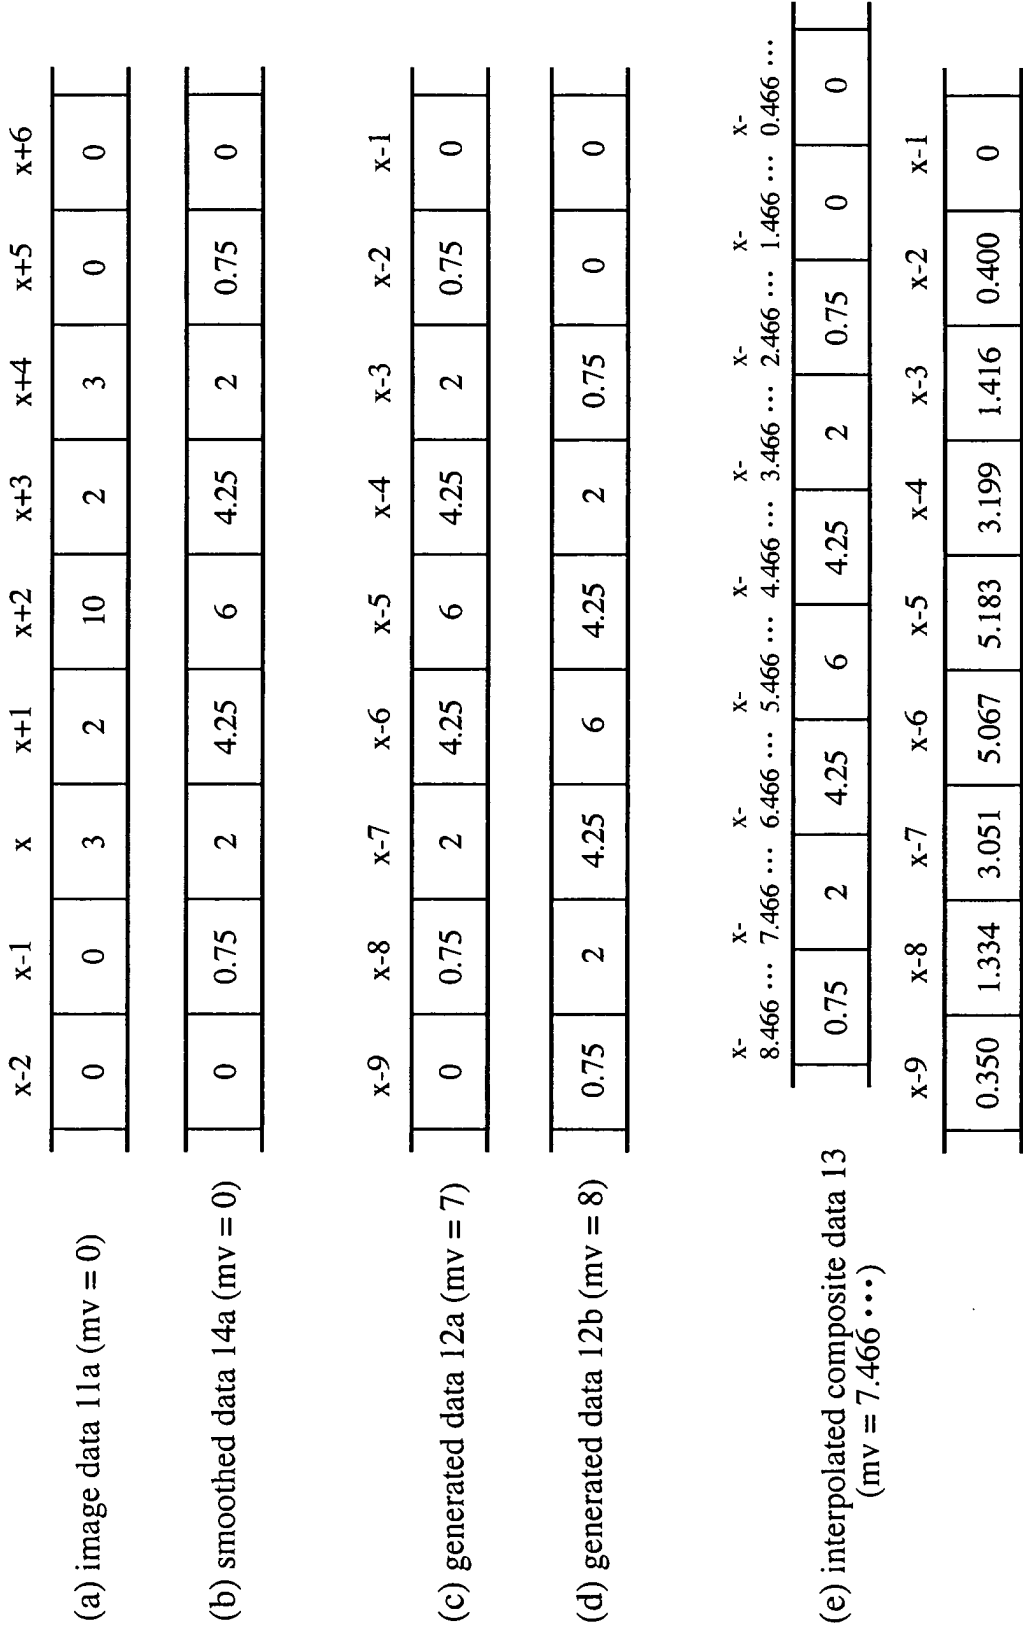 x-2 x-1 x x+1 x+2 x+3 x+4 x+5 x+6
(a) image data 11a (mv = 0) 0 0 3 2 10 2 3 0 0
(b) smoothed data 14a (mv = 0) 0 0.75 2 4.25 6 4.25 2 0.75 0
x-9 x-8 x-7 x-6 x-5 x-4 x-3 x-2 x-1
(c) generated data 12a (mv = 7) 0 0.75 2 4.25 6 4.25 2 0.75 0
(d) generated data 12b (mv = 8) 0.75 2 4.25 6 4.25 2 0.75 0 0
x- x- x- x- x- x- x- x- x-
8.466 ··· 7.466 ··· 6.466 ··· 5.466 ··· 4.466 ··· 3.466 ··· 2.466 ··· 1.466 ··· 0.466 ···
(e) interpolated composite data 13 0.75 2 4.25 6 4.25 2 0.75 0 0
(mv = 7.466 ···)
x-9 x-8 x-7 x-6 x-5 x-4 x-3 x-2 x-1
0.350 1.334 3.051 5.067 5.183 3.199 1.416 0.400 0